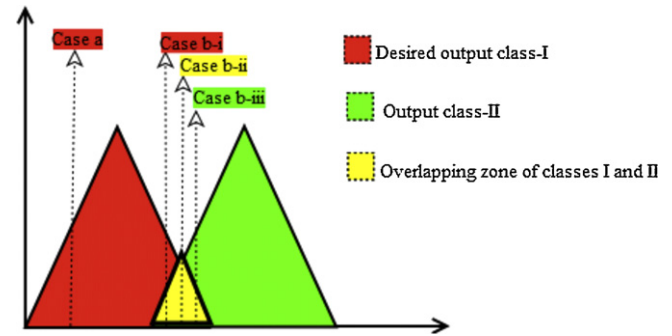 Case a
Case b-i
Case b-ii
Case b-iii
Desired output class-I
Output class-II
Overlapping zone of classes I and II